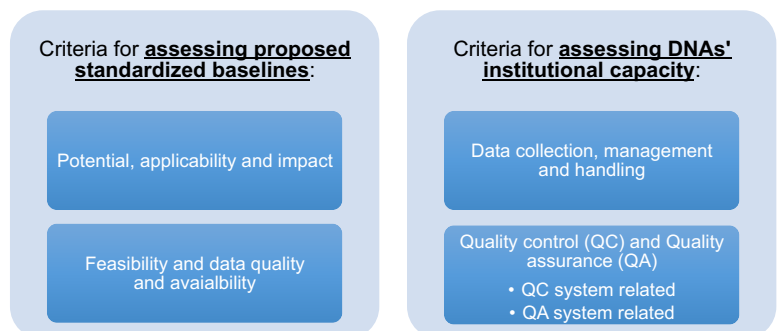 Criteria for assessing proposed
standardized baselines:
Potential, applicability and impact
Feasibility and data quality
and avaialbility
Criteria for assessing DNAs'
institutional capacity:
Data collection, management
and handling
Quality control (QC) and Quality
assurance (QA)
• QC system related
• QA system related